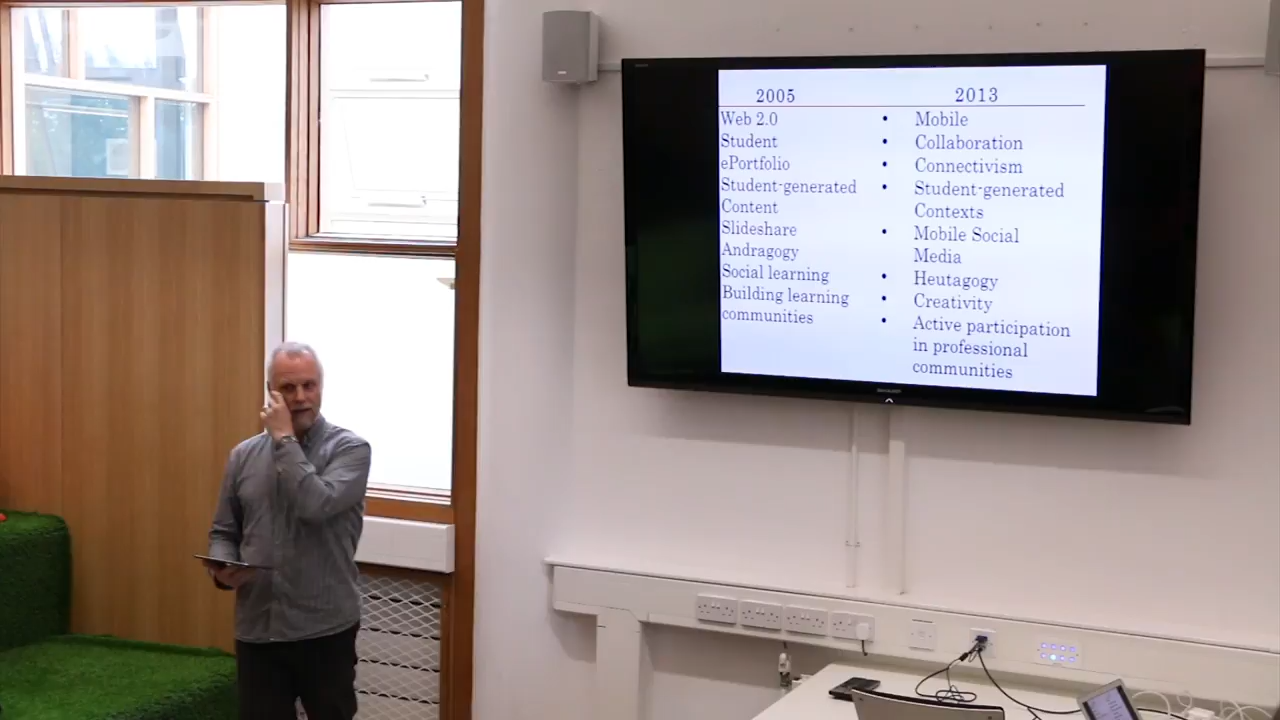 2005 2013
Web 2.0 • Mobile
Student • Collaboration
ePortfolio • Connectivism
Student-generated • Student-generated
Content Contexts
Slideshare • Mobile Social
Andragogy Media
Social learning • Heutagogy
Building learning • Creativity
communities • Active participation
in professional
communities